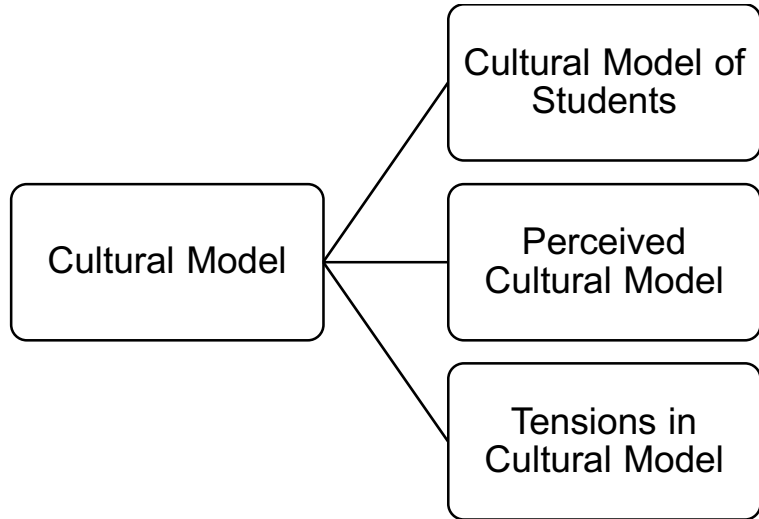 Cultural Model
Cultural Model of
Students
Perceived
Cultural Model
Tensions in
Cultural Model